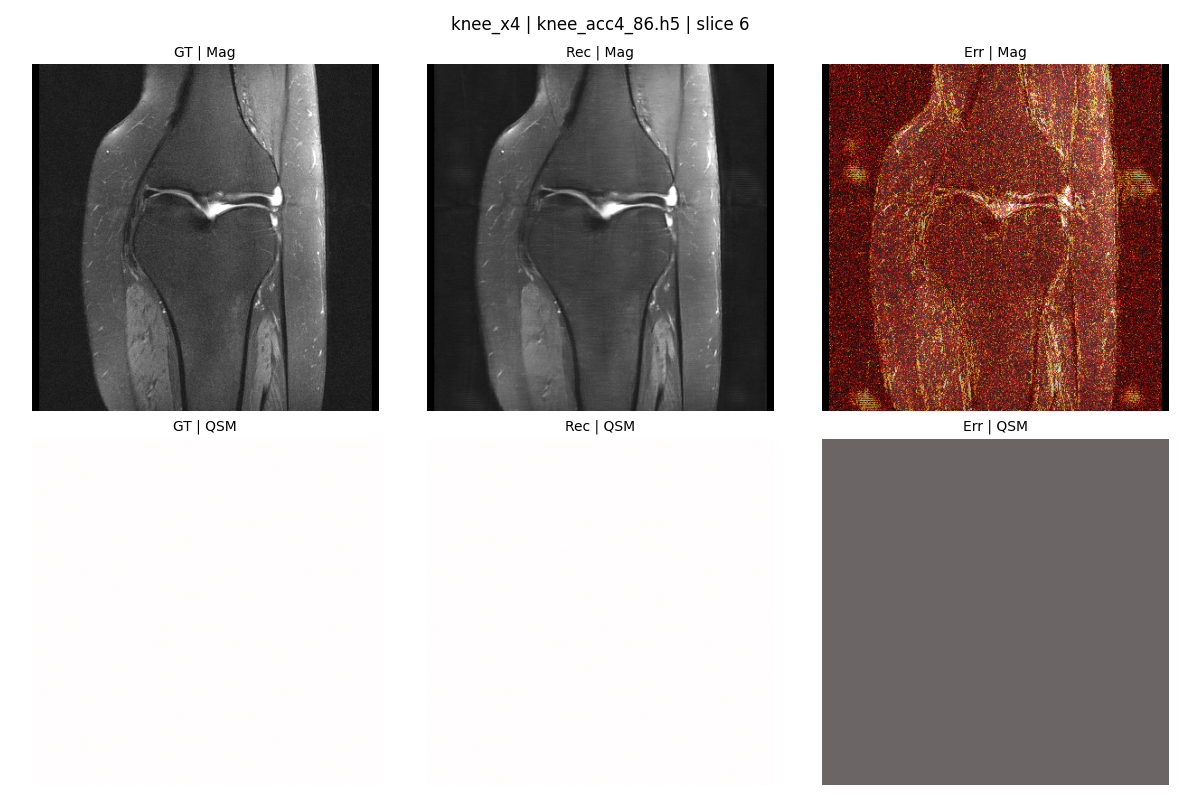 knee_x4 | knee_acc4_86.h5 | slice 6
GT | Mag
Rec | Mag
Err | Mag
GT | QSM
Rec | QSM
Err | QSM